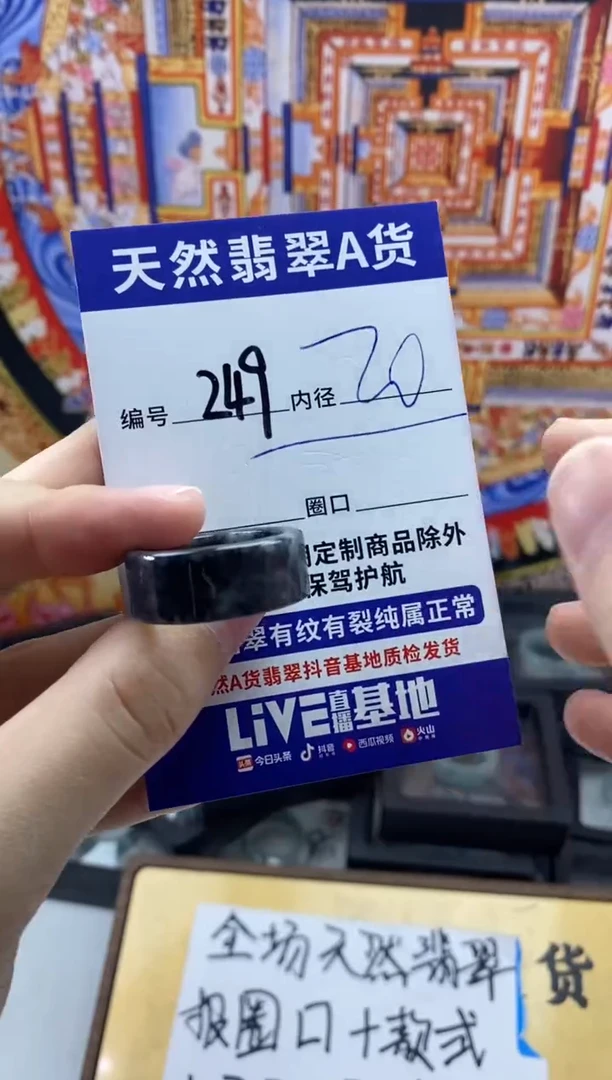 天然翡翠A货
编号 249 内径 20
圈口
定制商品除外
保驾护航
翠有纹有裂纯属正常
然A货翡翠抖音基地质检发货
LiVE直播基地
头条 今日头条 抖音 西瓜视频 火山
全场天然翡翠
货
报圈口+款式